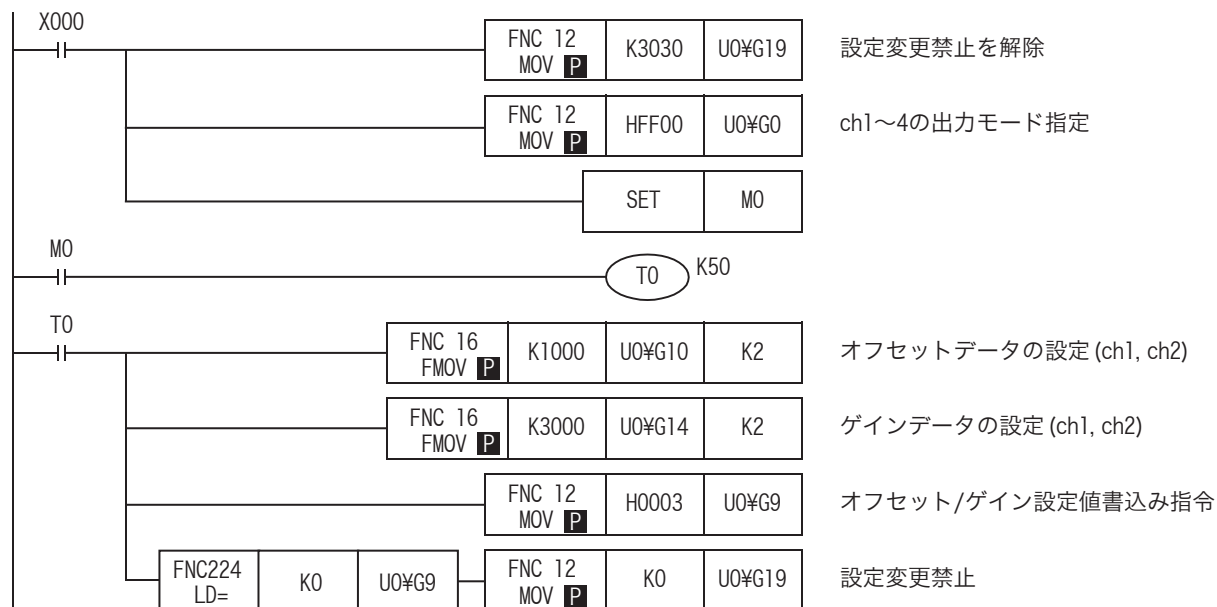 X000
FNC 12
MOV P
K3030
U0¥G19
設定変更禁止を解除
FNC 12
MOV P
HFF00
U0¥G0
ch1～4の出力モード指定
SET
M0
M0
T0
K50
T0
FNC 16
FMOV P
K1000
U0¥G10
K2
オフセットデータの設定 (ch1, ch2)
FNC 16
FMOV P
K3000
U0¥G14
K2
ゲインデータの設定 (ch1, ch2)
FNC 12
MOV P
H0003
U0¥G9
オフセット/ゲイン設定値書込み指令
FNC224
LD=
K0
U0¥G9
FNC 12
MOV P
K0
U0¥G19
設定変更禁止